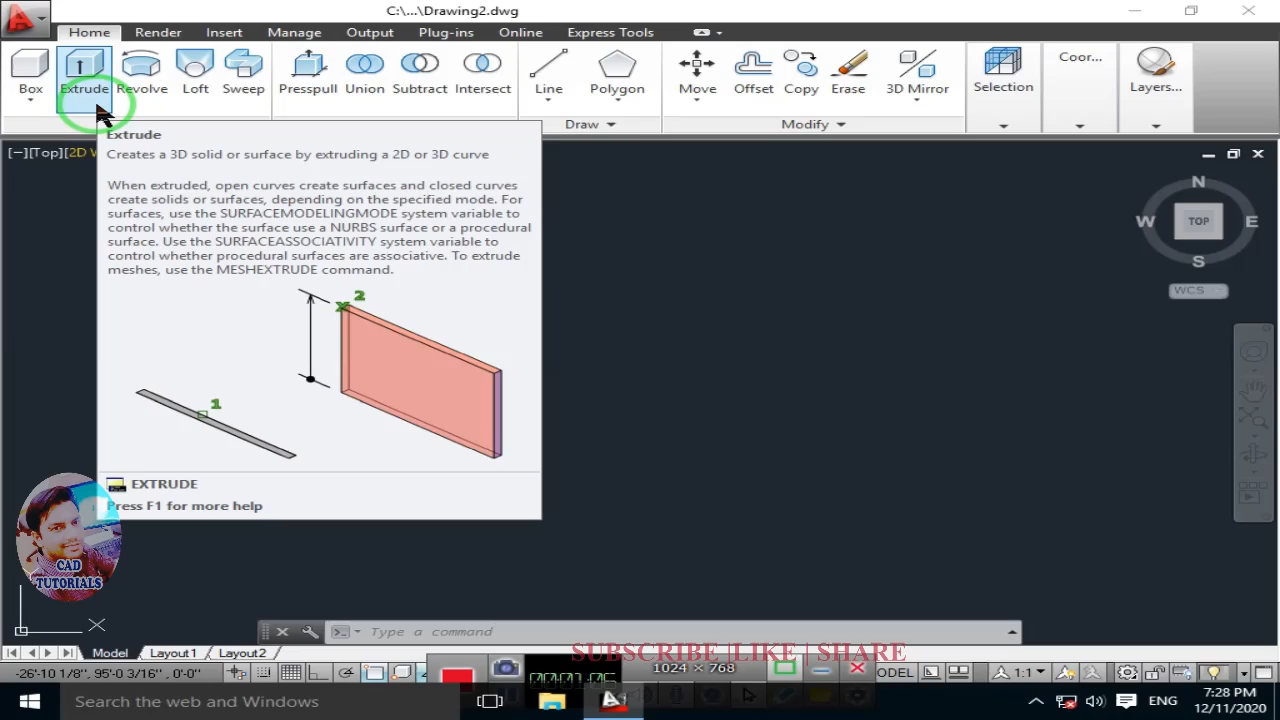 C:\...\Drawing2.dwg
Home Render Insert Manage Output Plug-ins Online Express Tools
Box Extrude Revolve Loft Sweep Presspull Union Subtract Intersect Line Polygon Move Offset Copy Erase 3D Mirror Selection Coor... Layers...
Draw Modify
[−][Top][2D W
Extrude
Creates a 3D solid or surface by extruding a 2D or 3D curve
When extruded, open curves create surfaces and closed curves
create solids or surfaces, depending on the specified mode. For
surfaces, use the SURFACEMODELINGMODE system variable to
control whether the surface use a NURBS surface or a procedural
surface. Use the SURFACEASSOCIATIVITY system variable to
control whether procedural surfaces are associative. To extrude
meshes, use the MESHEXTRUDE command.
2
1
EXTRUDE
Press F1 for more help
N
W TOP E
S
WCS
CAD
TUTORIALS
Type a command
SUBSCRIBE |LIKE | SHARE
Model Layout1 Layout2
-26'-10 1/8", 95'-0 3/16" , 0'-0"
00:01:06
1024 × 768
ODEL
1:1
Search the web and Windows
ENG
7:28 PM
12/11/2020